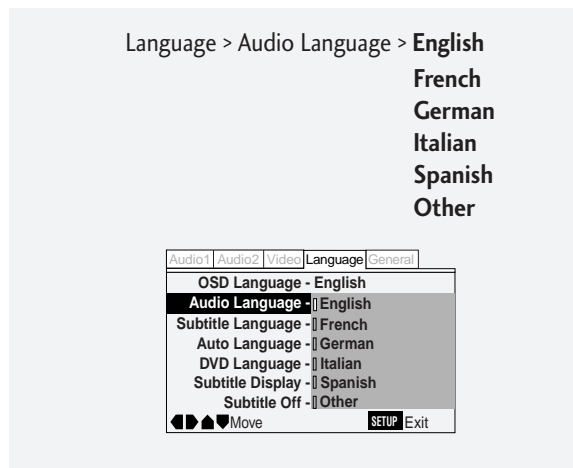 Language > Audio Language > English
French
German
Italian
Spanish
Other
Audio1 Audio2 Video Language General
OSD Language - English
Audio Language - English
Subtitle Language - French
Auto Language - German
DVD Language - Italian
Subtitle Display - Spanish
Subtitle Off - Other
Move SETUP Exit